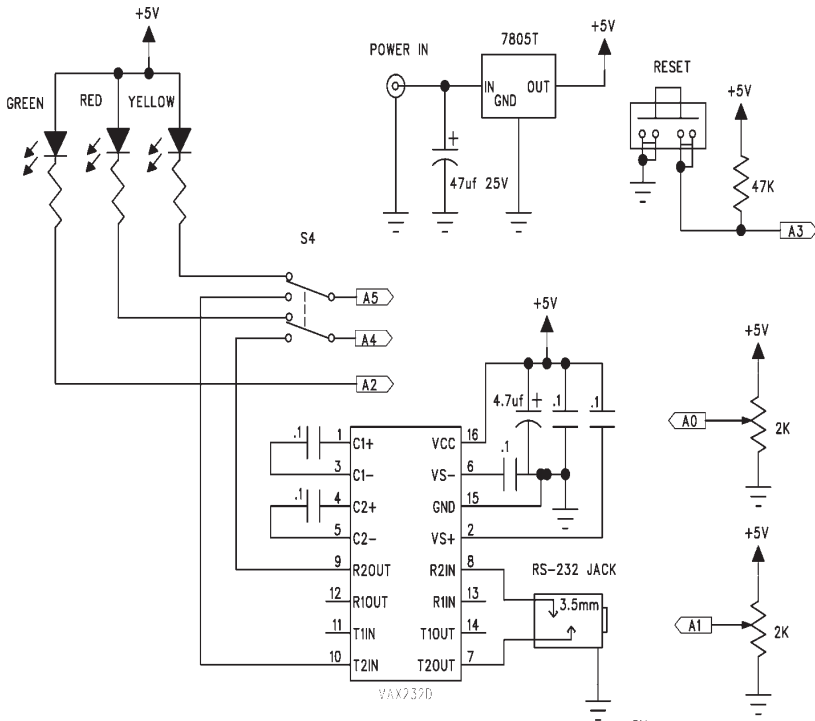 +5V
GREEN
RED
YELLOW
POWER IN
7805T
IN
GND
OUT
+5V
47uf 25V
+
RESET
+5V
47K
A3
S4
A5
A4
A2
+5V
4.7uf
+
.1
.1
.1
.1
.1
1
C1+
3
C1-
4
C2+
5
C2-
9
R2OUT
12
R1OUT
11
T1IN
10
T2IN
VCC
16
VS-
6
GND
15
VS+
2
R2IN
8
R1IN
13
T1OUT
14
T2OUT
7
RS-232 JACK
3.5mm
+5V
A0
2K
+5V
A1
2K